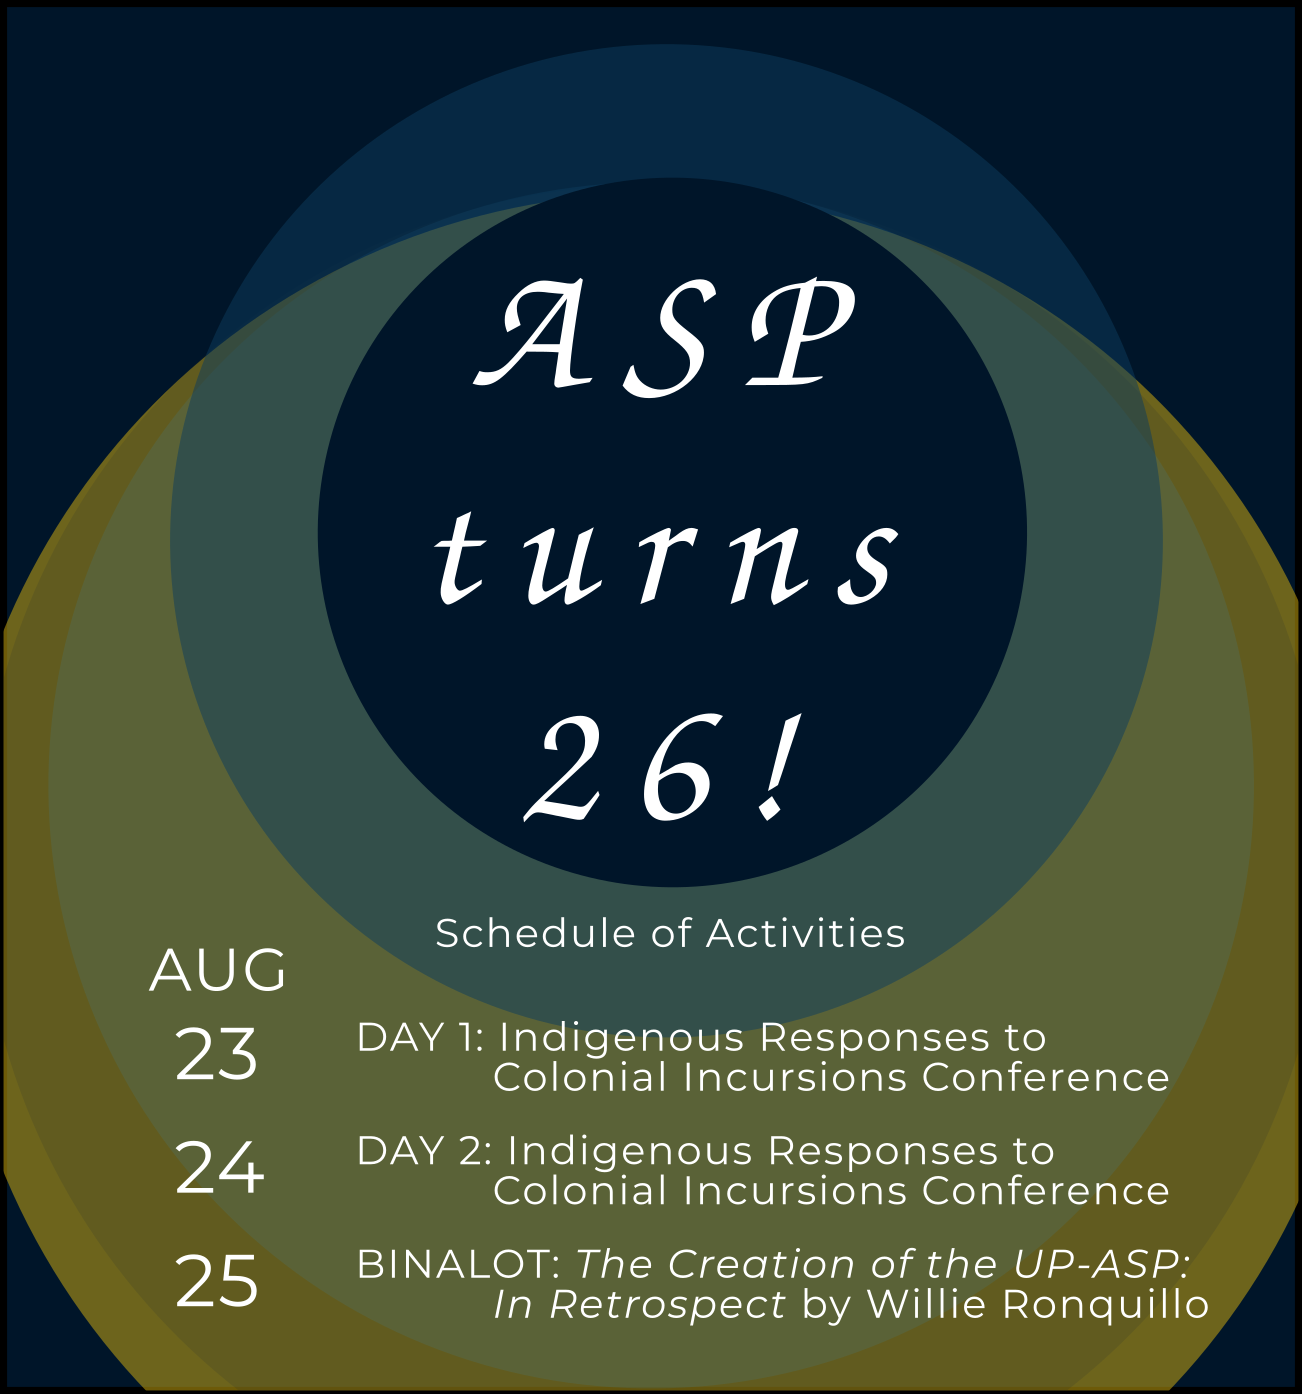 ASP
turns
26!
Schedule of Activities
AUG
23
DAY 1: Indigenous Responses to
Colonial Incursions Conference
24
DAY 2: Indigenous Responses to
Colonial Incursions Conference
25
BINALOT: The Creation of the UP-ASP:
In Retrospect by Willie Ronquillo